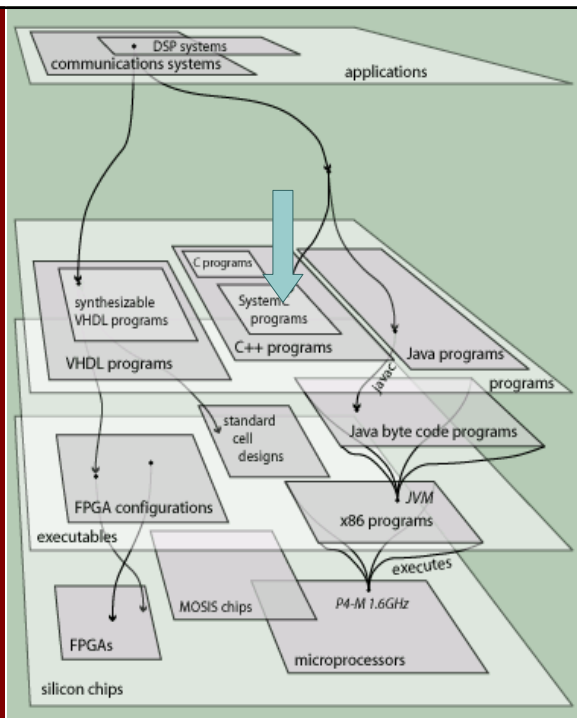 DSP systems
communications systems
applications
C programs
synthesizable
VHDL programs
SystemC
programs
VHDL programs
C++ programs
Java programs
programs
javac
standard
cell
designs
Java byte code programs
FPGA configurations
JVM
x86 programs
executables
executes
MOSIS chips
P4-M 1.6GHz
FPGAs
microprocessors
silicon chips